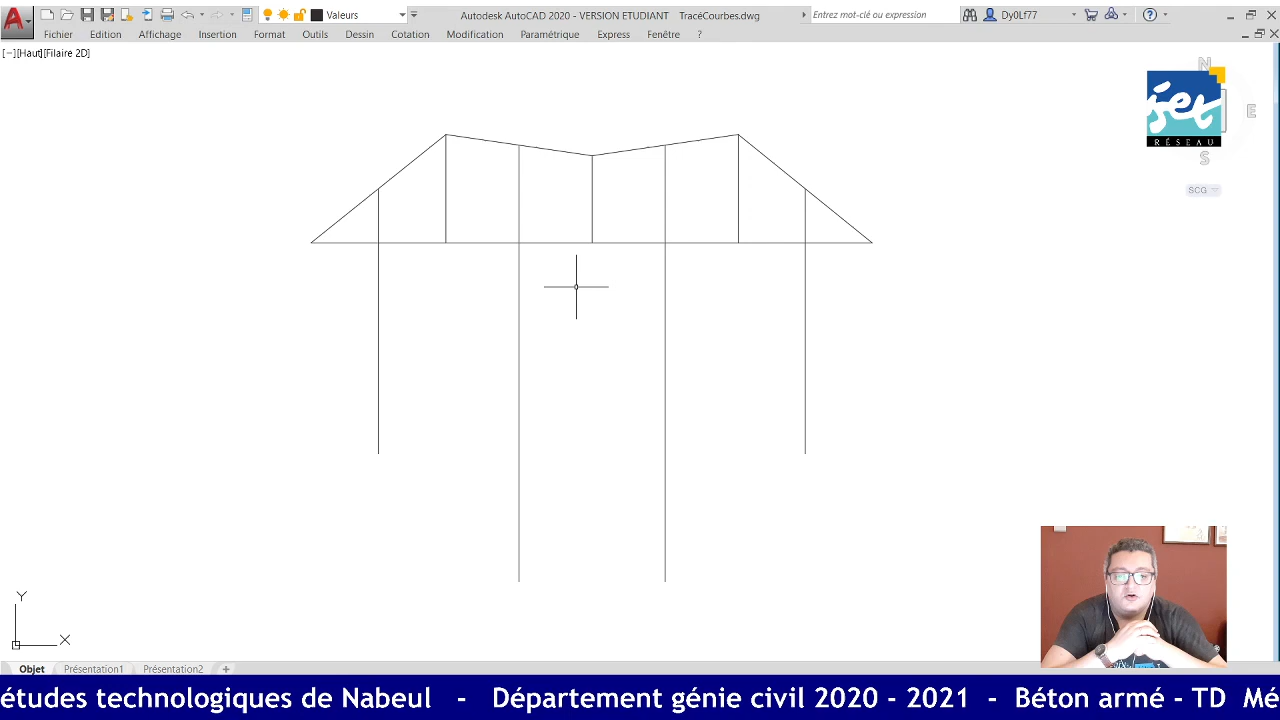 Valeurs
Autodesk AutoCAD 2020 - VERSION ETUDIANT TracéCourbes.dwg
Entrez mot-clé ou expression
Dy0Lf77
?
Fichier Edition Affichage Insertion Format Outils Dessin Cotation Modification Paramétrique Express Fenêtre ?
[−][Haut][Filaire 2D]
N
E
S
iset
RÉSEAU
SCG
Y
X
Objet Présentation1 Présentation2 +
études technologiques de Nabeul - Département génie civil 2020 - 2021 - Béton armé - TD Mé